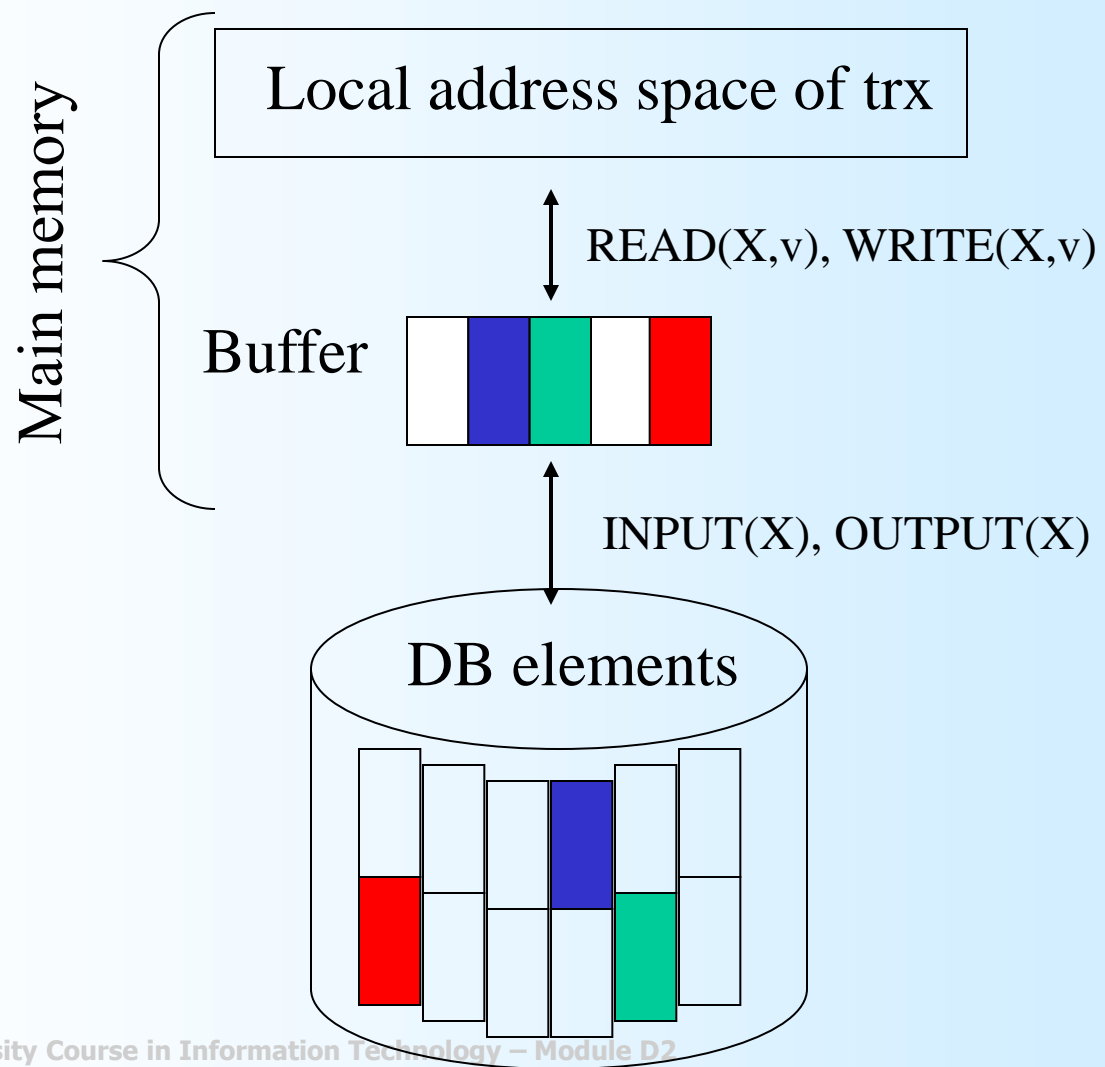 Local address space of trx
Main memory
READ(X,v), WRITE(X,v)
Buffer
INPUT(X), OUTPUT(X)
DB elements
sity Course in Information Technology – Module D2